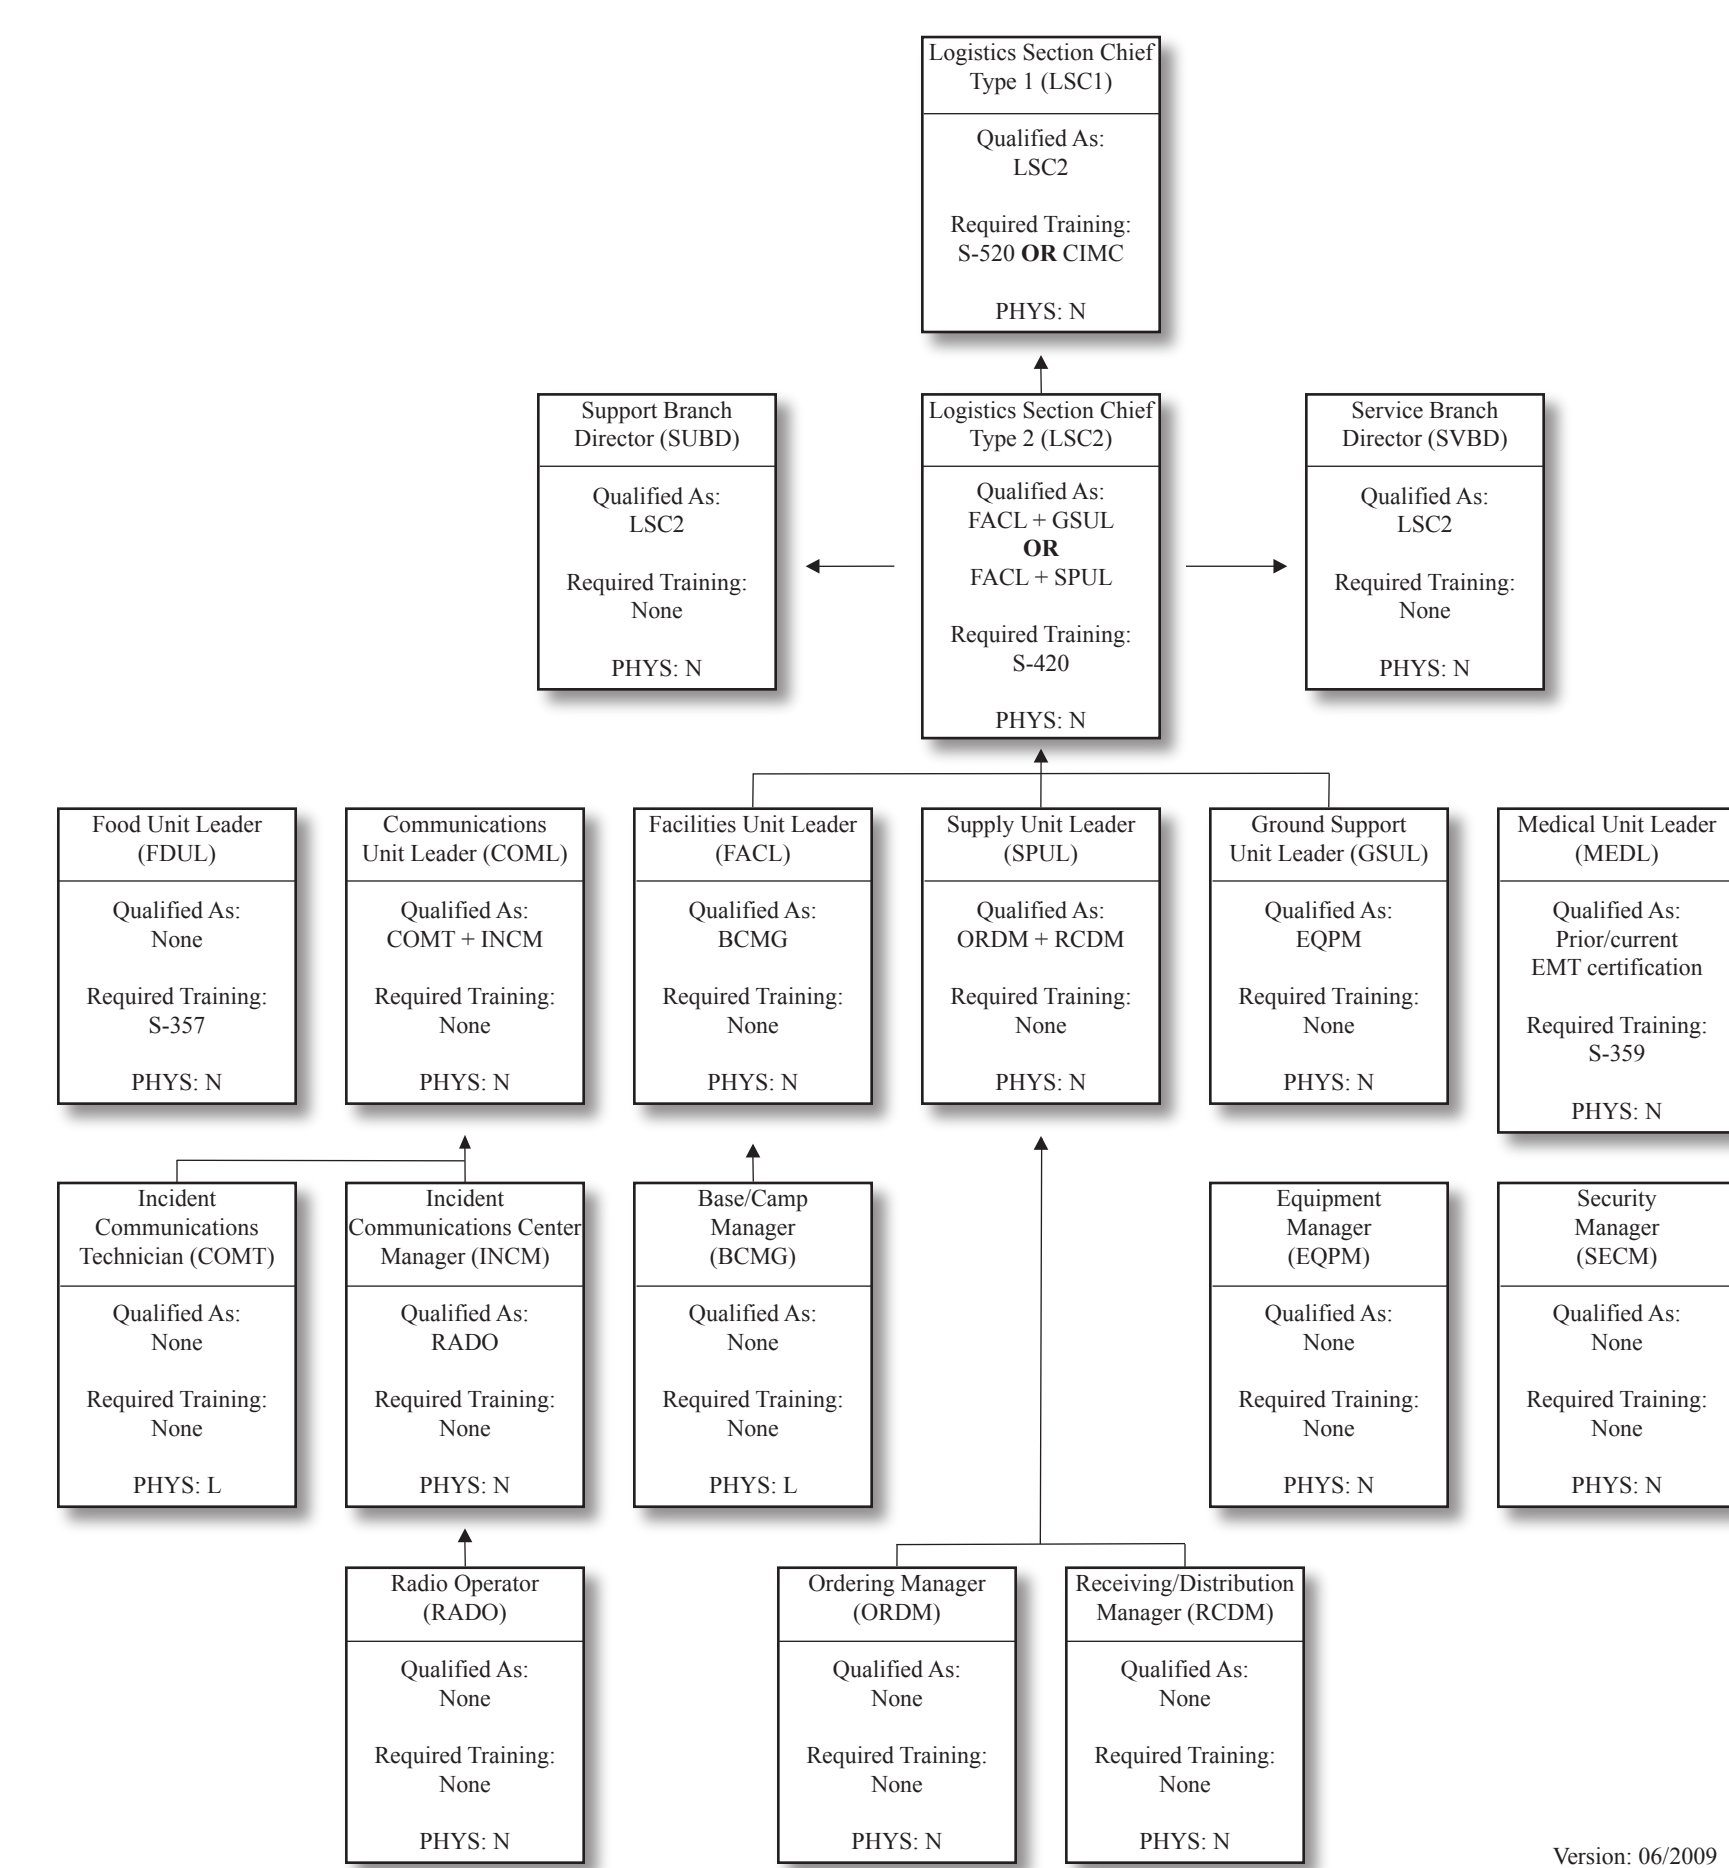 Logistics Section Chief
Type 1 (LSC1)
Qualified As:
LSC2
Required Training:
S-520 OR CIMC
PHYS: N
Support Branch
Director (SUBD)
Qualified As:
LSC2
Required Training:
None
PHYS: N
Logistics Section Chief
Type 2 (LSC2)
Qualified As:
FACL + GSUL
OR
FACL + SPUL
Required Training:
S-420
PHYS: N
Service Branch
Director (SVBD)
Qualified As:
LSC2
Required Training:
None
PHYS: N
Food Unit Leader
(FDUL)
Qualified As:
None
Required Training:
S-357
PHYS: N
Communications
Unit Leader (COML)
Qualified As:
COMT + INCM
Required Training:
None
PHYS: N
Facilities Unit Leader
(FACL)
Qualified As:
BCMG
Required Training:
None
PHYS: N
Supply Unit Leader
(SPUL)
Qualified As:
ORDM + RCDM
Required Training:
None
PHYS: N
Ground Support
Unit Leader (GSUL)
Qualified As:
EQPM
Required Training:
None
PHYS: N
Medical Unit Leader
(MEDL)
Qualified As:
Prior/current
EMT certification
Required Training:
S-359
PHYS: N
Incident
Communications
Technician (COMT)
Qualified As:
None
Required Training:
None
PHYS: L
Incident
Communications Center
Manager (INCM)
Qualified As:
RADO
Required Training:
None
PHYS: N
Base/Camp
Manager
(BCMG)
Qualified As:
None
Required Training:
None
PHYS: L
Equipment
Manager
(EQPM)
Qualified As:
None
Required Training:
None
PHYS: N
Security
Manager
(SECM)
Qualified As:
None
Required Training:
None
PHYS: N
Radio Operator
(RADO)
Qualified As:
None
Required Training:
None
PHYS: N
Ordering Manager
(ORDM)
Qualified As:
None
Required Training:
None
PHYS: N
Receiving/Distribution
Manager (RCDM)
Qualified As:
None
Required Training:
None
PHYS: N
Version: 06/2009